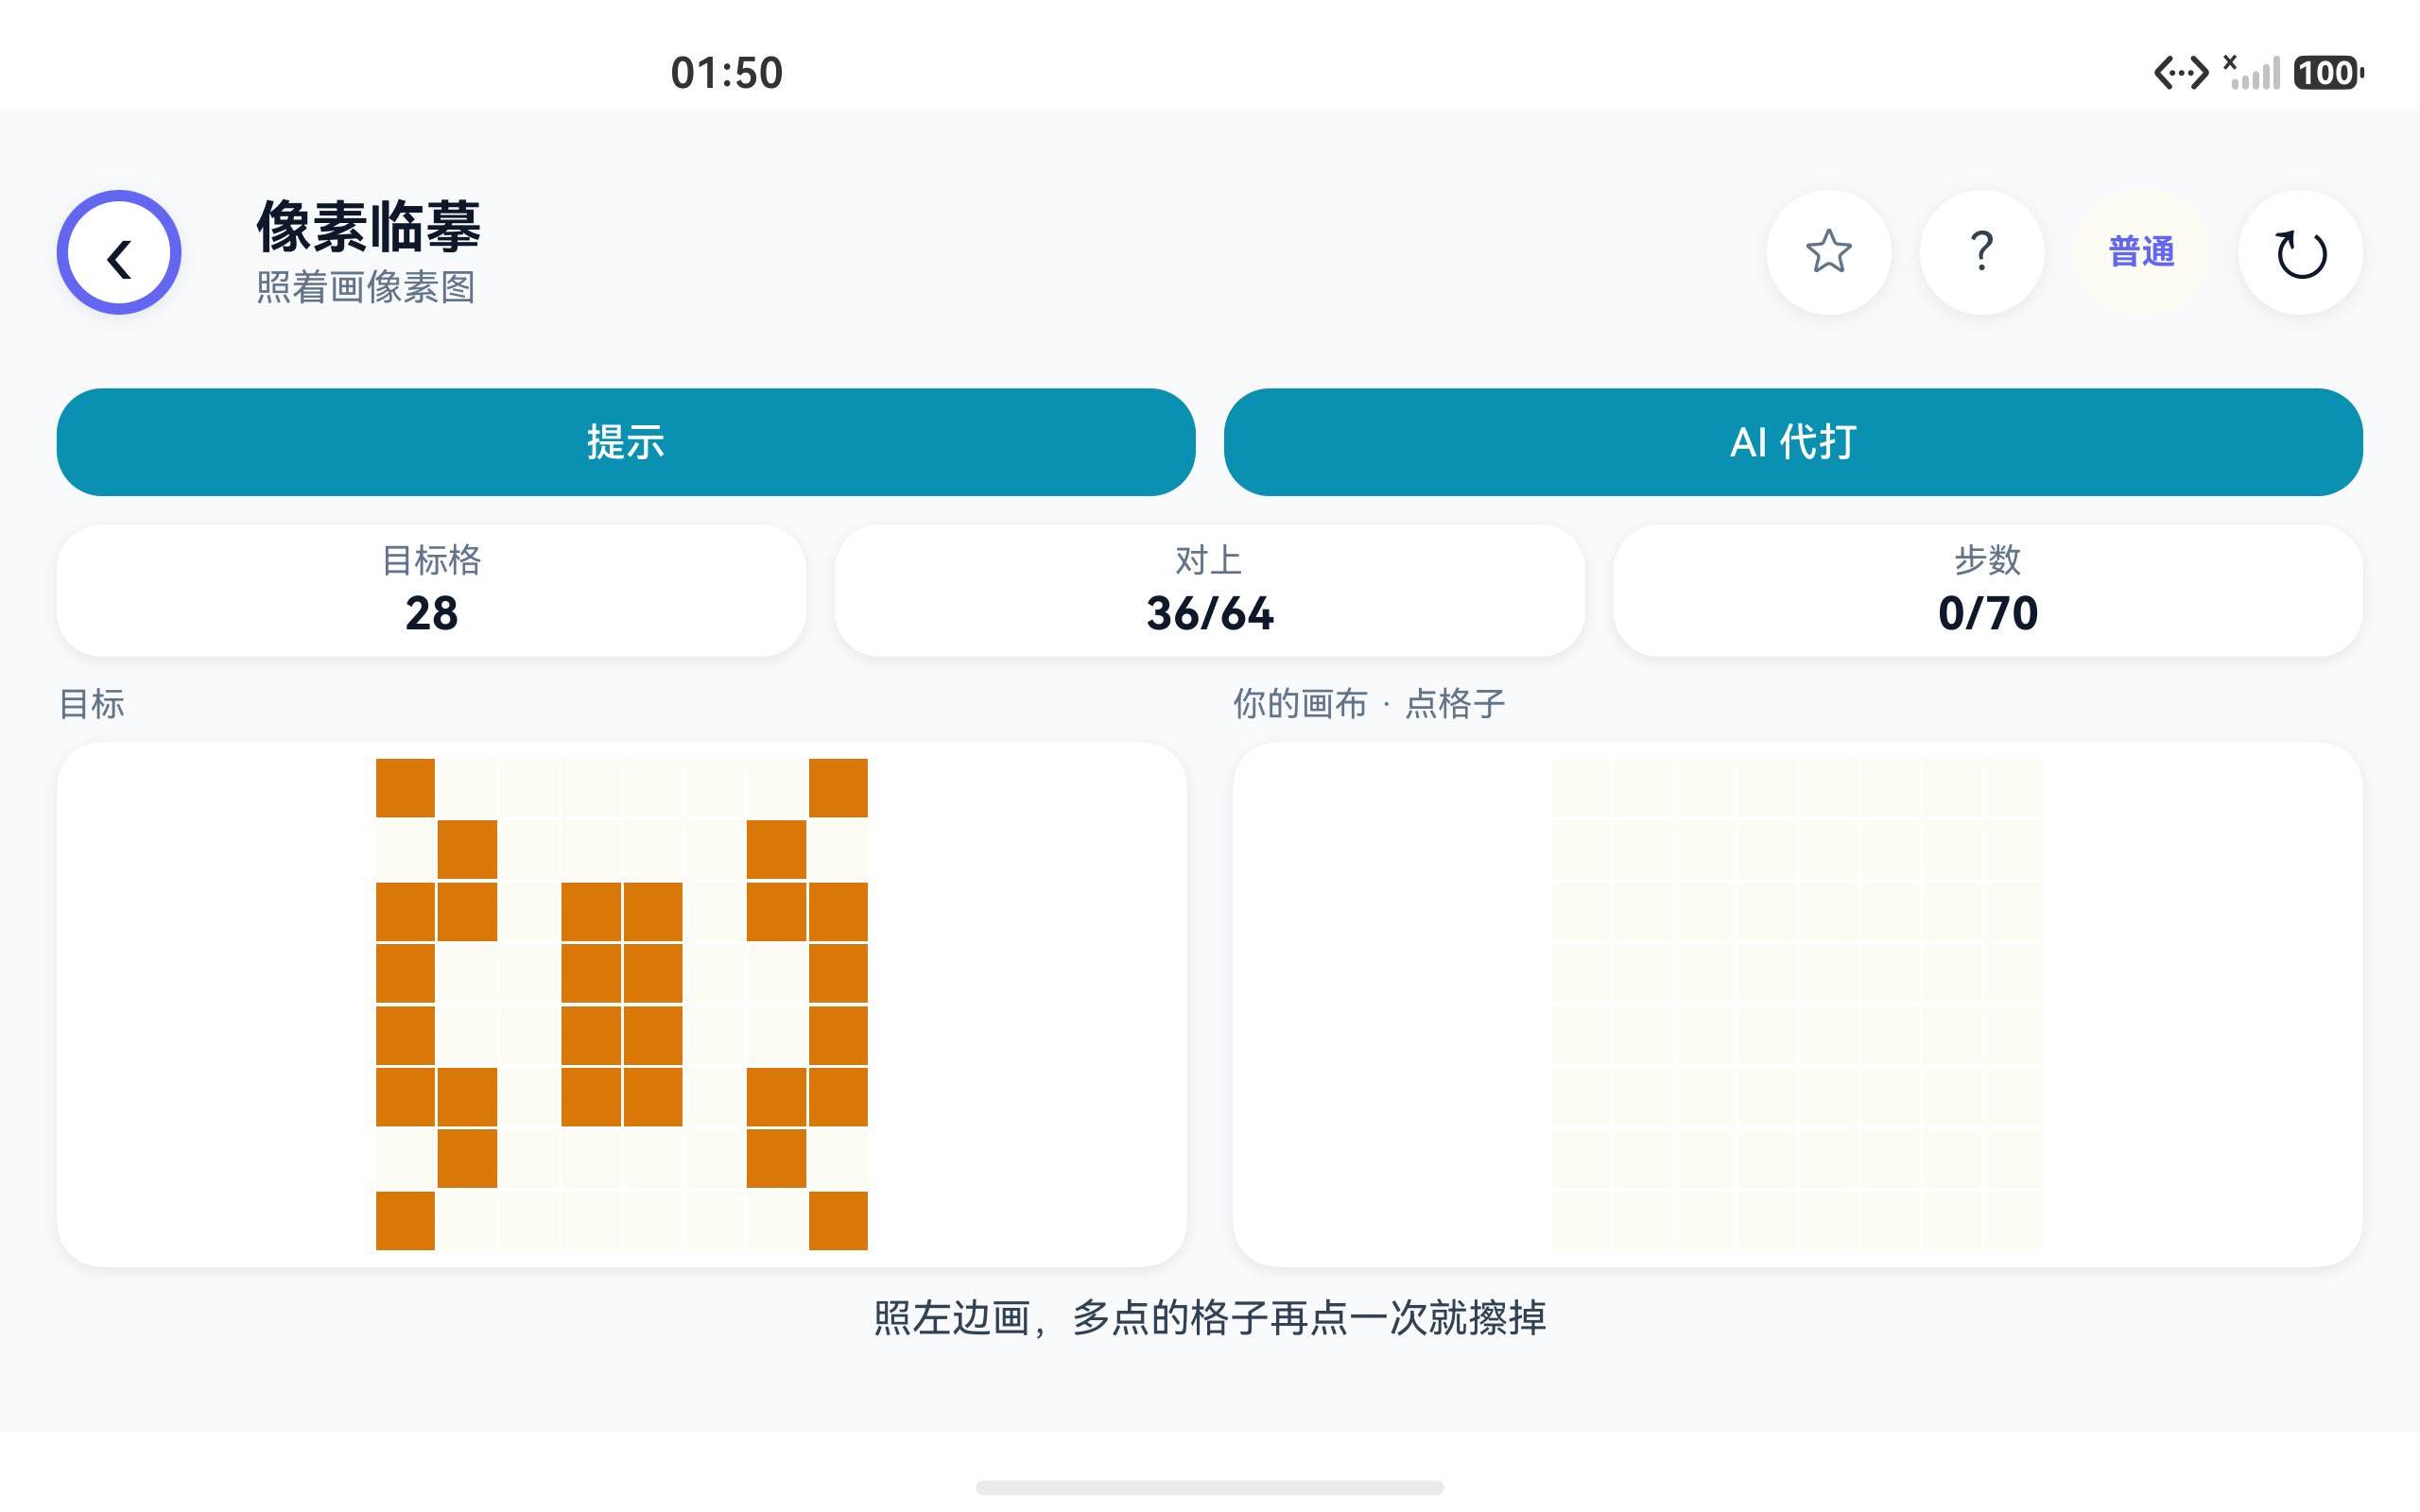 01:50
100
像素临摹
照着画像素图
?
普通
提示
AI 代打
目标格
28
对上
36/64
步数
0/70
目标
你的画布 · 点格子
照左边画，多点的格子再点一次就擦掉